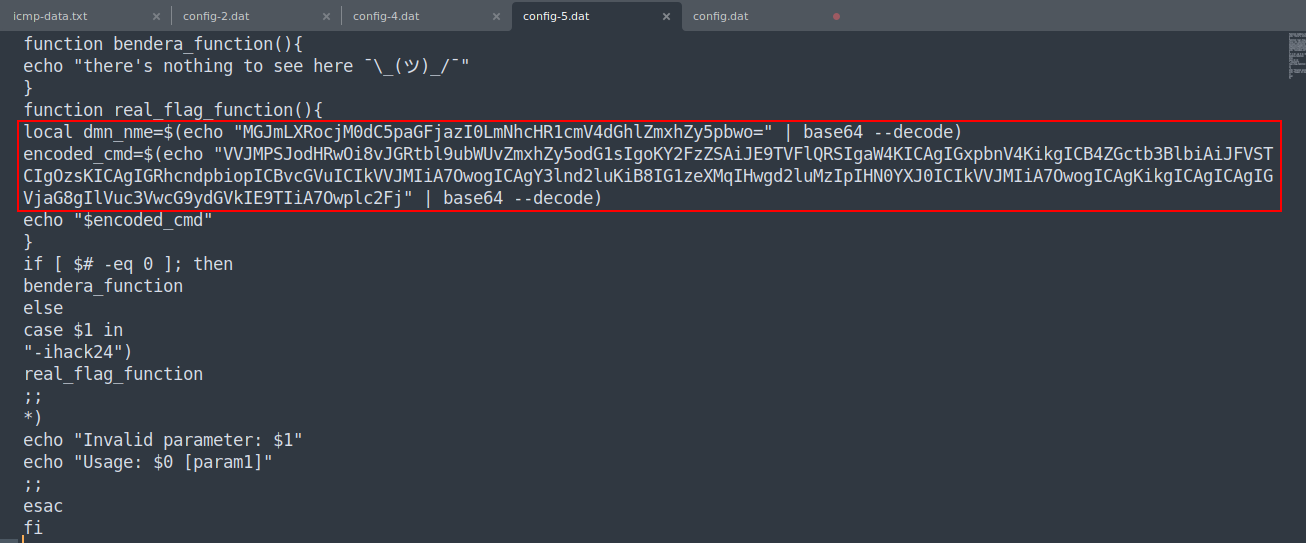 icmp-data.txt × config-2.dat × config-4.dat × config-5.dat × config.dat
function bendera_function(){
echo "there's nothing to see here ¯\_(ツ)_/¯"
}
function real_flag_function(){
local dmn_nme=$(echo "MGJmLXRocjM0dC5paGFjazI0LmNhcHR1cmV4dGhlZmxhZy5pbwo=" | base64 --decode)
encoded_cmd=$(echo "VVJMPSJodHRwOi8vJGRtbl9ubWUvZmxhZy5odG1sIgoKY2FzZSAiJE9TVFlQRSIgaW4KICAgIGxpbnV4KikgICB4ZGctb3BlbiAiJFVST
CIgOzsKICAgIGRhcndpbiopICBvcGVuICIkVVJMIiA7OwogICAgY3lnd2luKiB8IG1zeXMqIHwgd2luMzIpIHN0YXJ0ICIkVVJMIiA7OwogICAgKikgICAgICAgIG
VjaG8gIlVuc3VwcG9ydGVkIE9TIiA7Owplc2Fj" | base64 --decode)
echo "$encoded_cmd"
}
if [ $# -eq 0 ]; then
bendera_function
else
case $1 in
"-ihack24")
real_flag_function
;;
*)
echo "Invalid parameter: $1"
echo "Usage: $0 [param1]"
;;
esac
fi